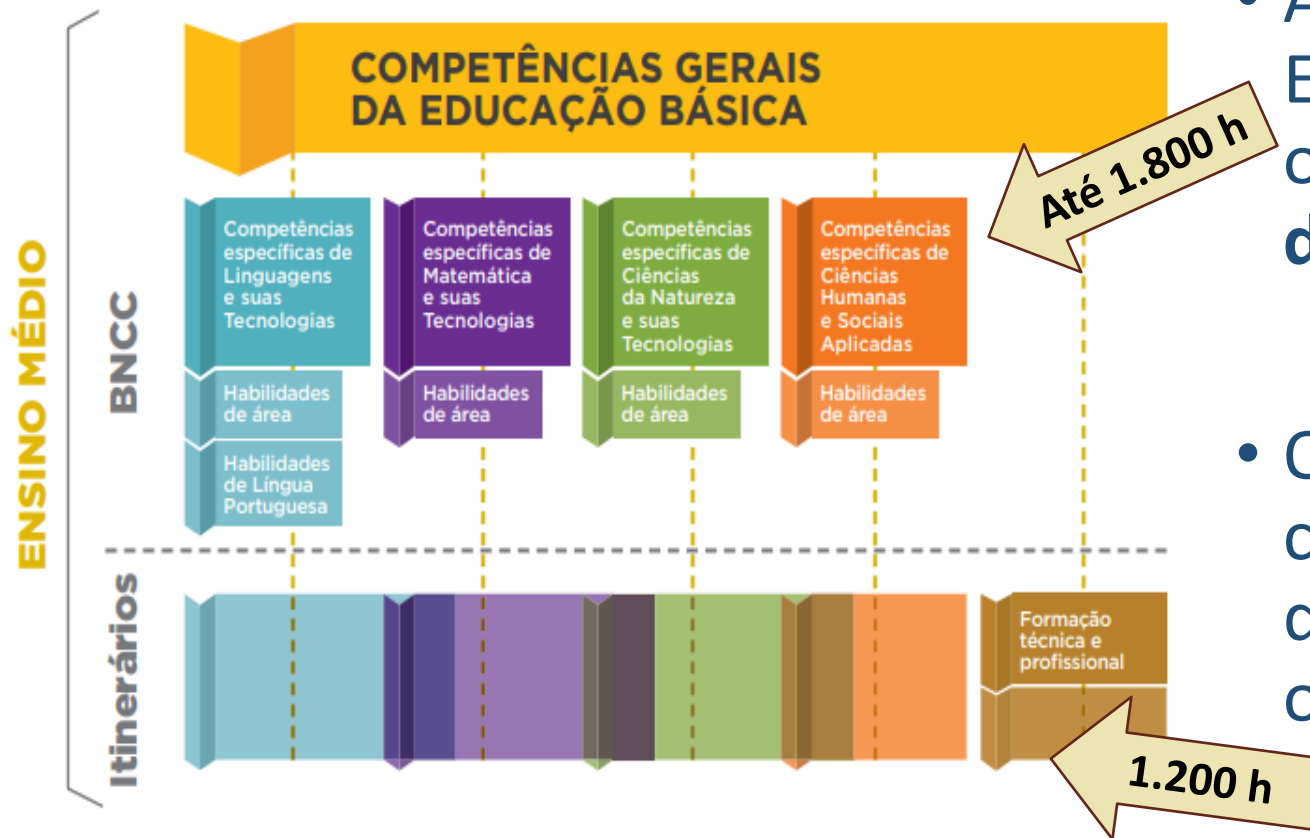 COMPETÊNCIAS GERAIS
DA EDUCAÇÃO BÁSICA
Até 1.800 h
ENSINO MÉDIO
BNCC
Competências
específicas de
Linguagens
e suas
Tecnologias
Competências
específicas de
Matemática
e suas
Tecnologias
Competências
específicas de
Ciências
da Natureza
e suas
Tecnologias
Competências
específicas de
Ciências
Humanas
e Sociais
Aplicadas
Habilidades
de área
Habilidades
de área
Habilidades
de área
Habilidades
de área
Habilidades
de Língua
Portuguesa
Itinerários
Formação
técnica e
profissional
1.200 h